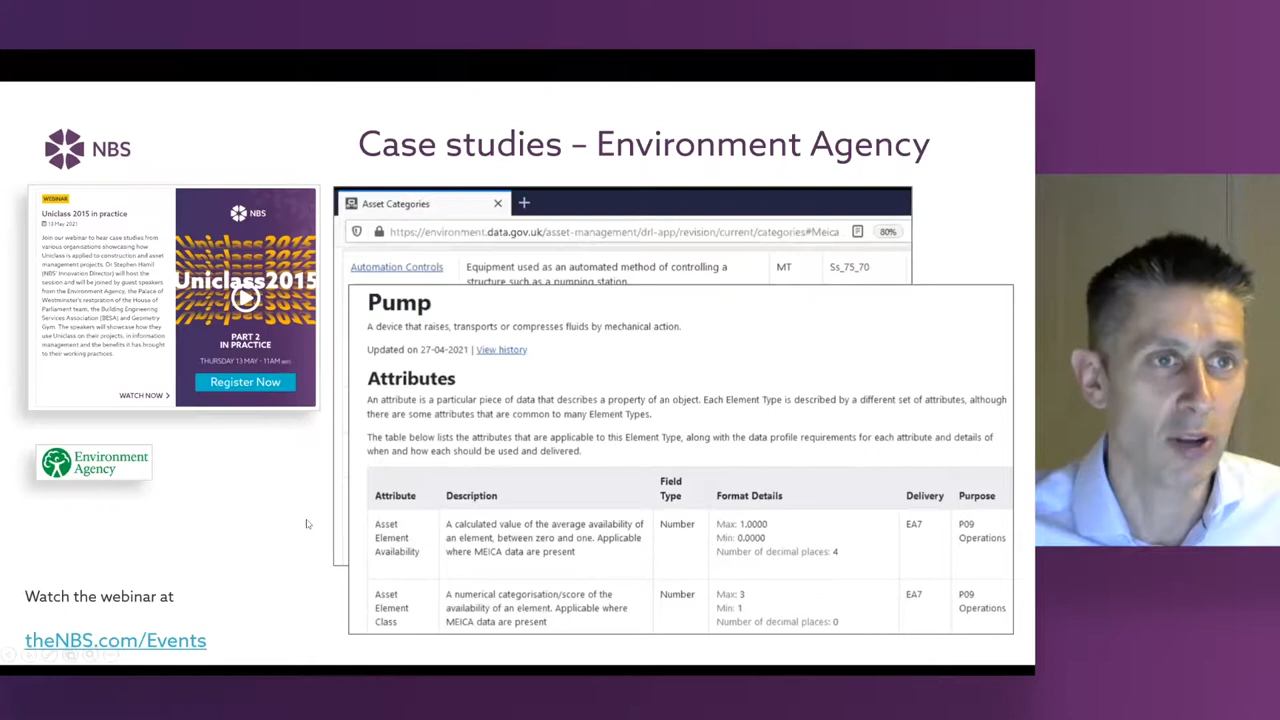 NBS
Case studies – Environment Agency
WEBINAR
Uniclass 2015 in practice
13 May 2021
Join our webinar to hear case studies from
various organizations showcasing how
Uniclass is applied to construction and asset
management projects. Dr Stephen Hamil
(NBS' Innovation Director) will host the
session and will be joined by guest speakers
from the Environment Agency, the Palace of
Westminster's restoration of the House of
Parliament team, the Building Engineering
Services Association (BESA) and Geometry
Gym. The speakers will showcase how they
use Uniclass on their projects, in information
management and the benefits it has brought
to their working practices.
WATCH NOW
NBS
Uniclass2015
Uniclass2015
PART 2
IN PRACTICE
THURSDAY 13 MAY - 11AM (BST)
Register Now
Asset Categories
https://environment.data.gov.uk/asset-management/drl-app/revision/current/categories#Meica
80%
Automation Controls
Equipment used as an automated method of controlling a
structure such as a pumping station.
MT
Ss_75_70
Pump
A device that raises, transports or compresses fluids by mechanical action.
Updated on 27-04-2021 | View history
Attributes
An attribute is a particular piece of data that describes a property of an object. Each Element Type is described by a different set of attributes, although
there are some attributes that are common to many Element Types.
The table below lists the attributes that are applicable to this Element Type, along with the data profile requirements for each attribute and details of
when and how each should be used and delivered.
Attribute
Description
Field
Type
Format Details
Delivery
Purpose
Asset
Element
Availability
A calculated value of the average availability of
an element, between zero and one. Applicable
where MEICA data are present
Number
Max: 1.0000
Min: 0.0000
Number of decimal places: 4
EA7
P09
Operations
Asset
Element
Class
A numerical categorisation/score of the
availability of an element. Applicable where
MEICA data are present
Number
Max: 3
Min: 1
Number of decimal places: 0
EA7
P09
Operations
Environment
Agency
Watch the webinar at
theNBS.com/Events